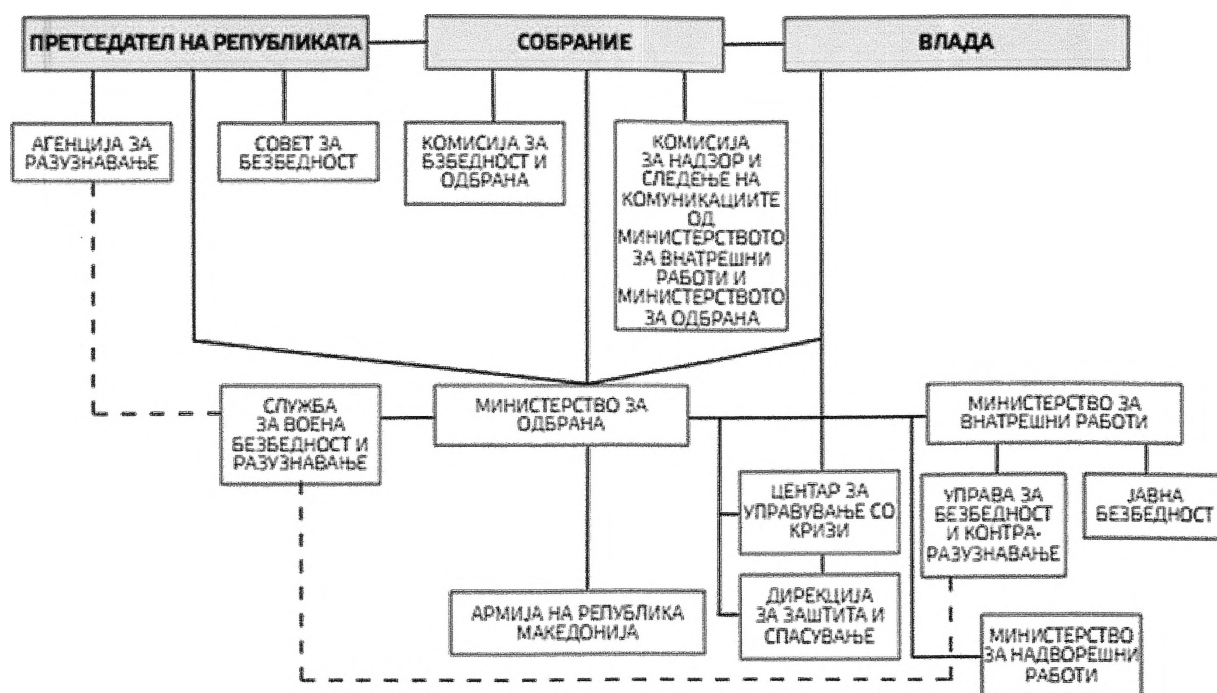 ПРЕТСЕДАТЕЛ НА РЕПУБЛИКАТА
СОБРАНИЕ
ВЛАДА
АГЕНЦИЈА ЗА
РАЗУЗНАВАЊЕ
СОВЕТ ЗА
БЕЗБЕДНОСТ
КОМИСИЈА ЗА
БЗБЕДНОСТ И
ОДБРАНА
КОМИСИЈА
ЗА НАДЗОР И
СЛЕДЕЊЕ НА
КОМУНИКАЦИИТЕ
ОД
МИНИСТЕРСТВОТО
ЗА ВНАТРЕШНИ
РАБОТИ И
МИНИСТЕРСТВОТО
ЗА ОДБРАНА
СЛУЖБА
ЗА ВОЕНА
БЕЗБЕДНОСТ И
РАЗУЗНАВАЊЕ
МИНИСТЕРСТВО ЗА
ОДБРАНА
МИНИСТЕРСТВО ЗА
ВНАТРЕШНИ РАБОТИ
ЦЕНТАР ЗА
УПРАВУВАЊЕ СО
КРИЗИ
УПРАВА ЗА
БЕЗБЕДНОСТ
И КОНТРА-
РАЗУЗНАВАЊЕ
ЈАВНА
БЕЗБЕДНОСТ
АРМИЈА НА РЕПУБЛИКА
МАКЕДОНИЈА
ДИРЕКЦИЈА
ЗА ЗАШТИТА И
СПАСУВАЊЕ
МИНИСТЕРСТВО
ЗА НАДВОРЕШНИ
РАБОТИ